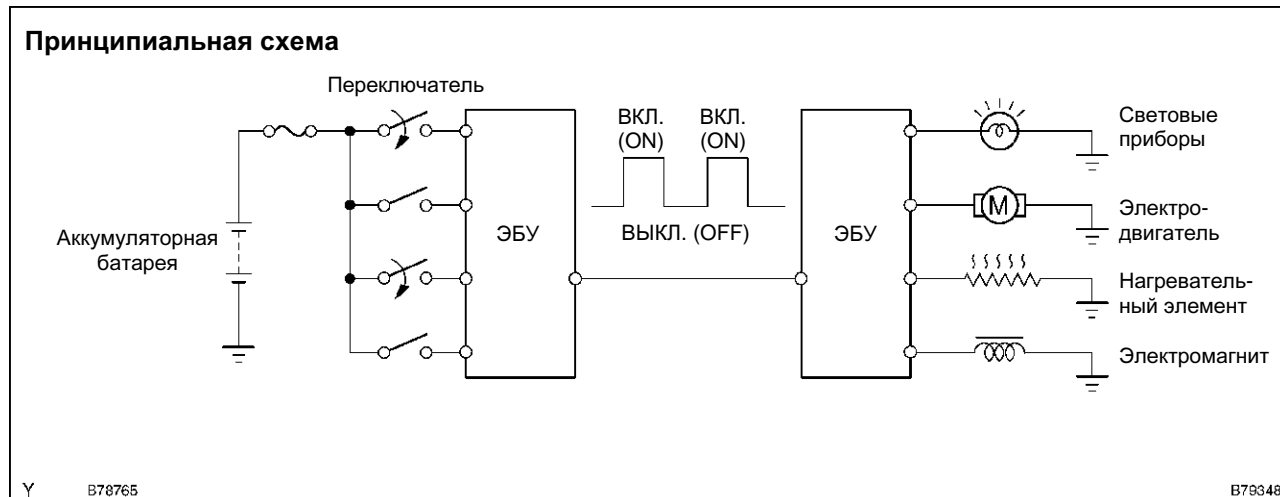 Принципиальная схема
Переключатель
ВКЛ.
(ON)
ВКЛ.
(ON)
Световые
приборы
Аккумуляторная
батарея
ЭБУ
ВЫКЛ. (OFF)
ЭБУ
M
Электро-
двигатель
Нагреватель-
ный элемент
Электромагнит
Y
B78765
B79348